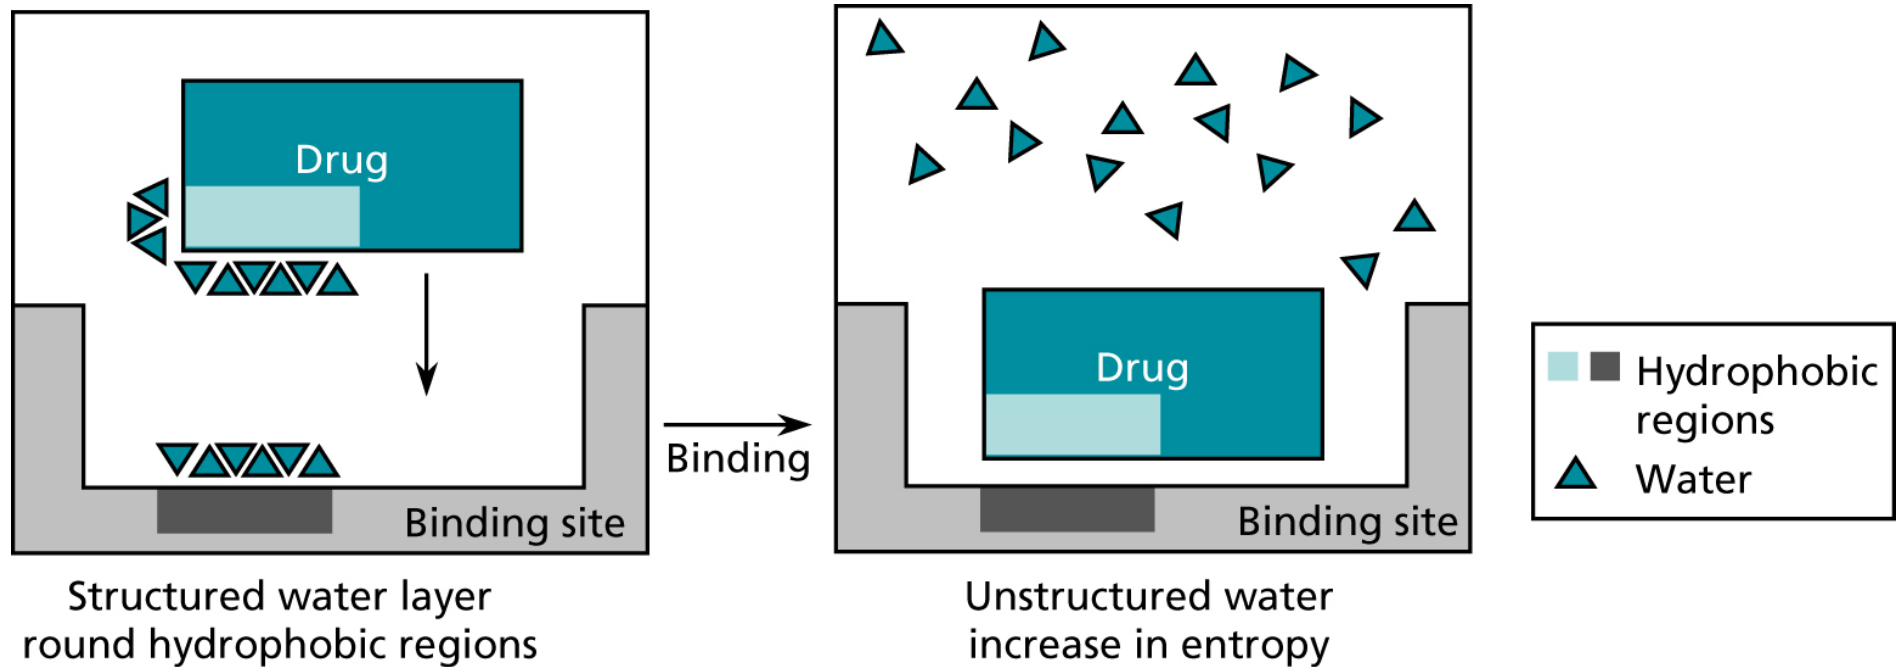 Drug
Binding site
Structured water layer
round hydrophobic regions
Binding
Drug
Binding site
Unstructured water
increase in entropy
Hydrophobic
regions
Water